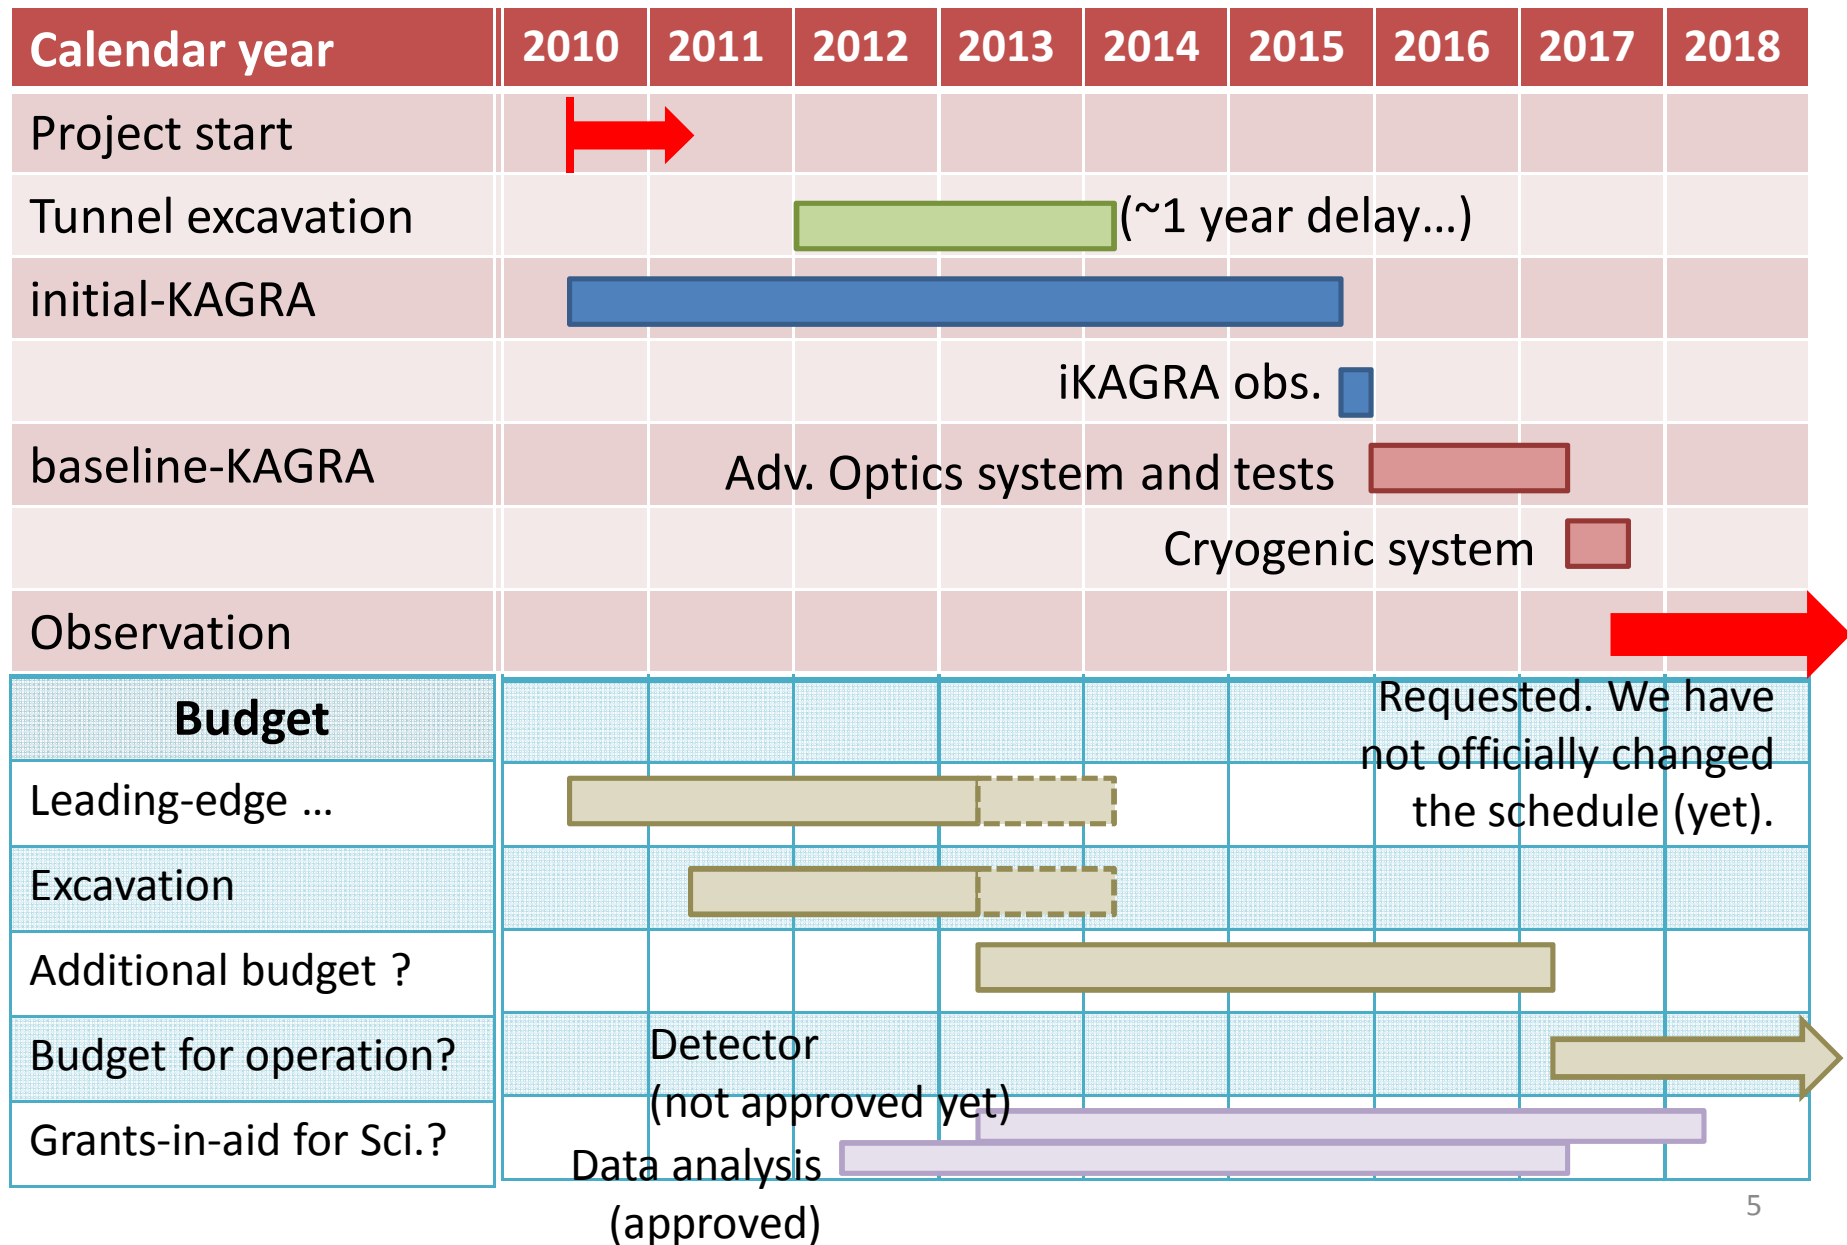 Calendar year 2010 2011 2012 2013 2014 2015 2016 2017 2018
Project start
Tunnel excavation (~1 year delay…)
initial-KAGRA
iKAGRA obs.
baseline-KAGRA Adv. Optics system and tests
Cryogenic system
Observation
Budget
Requested. We have
not officially changed
the schedule (yet).
Leading-edge …
Excavation
Additional budget ?
Budget for operation?
Detector
(not approved yet)
Grants-in-aid for Sci.?
Data analysis
(approved)
5